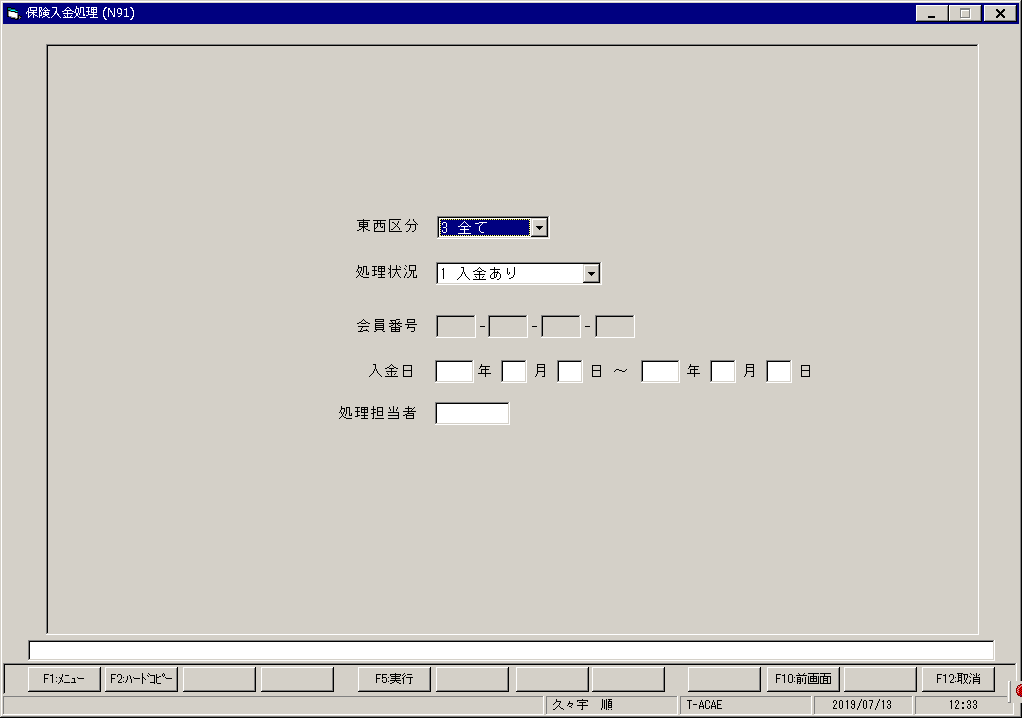 保険入金処理 (N91)
東西区分 3 全て
処理状況 1 入金あり
会員番号 - - -
入金日 年 月 日 ～ 年 月 日
処理担当者
F1:ﾒﾆｭｰ F2:ﾊｰﾄﾞｺﾋﾟｰ F5:実行 F10:前画面 F12:取消
久々宇 順 T-ACAE 2019/07/13 12:33